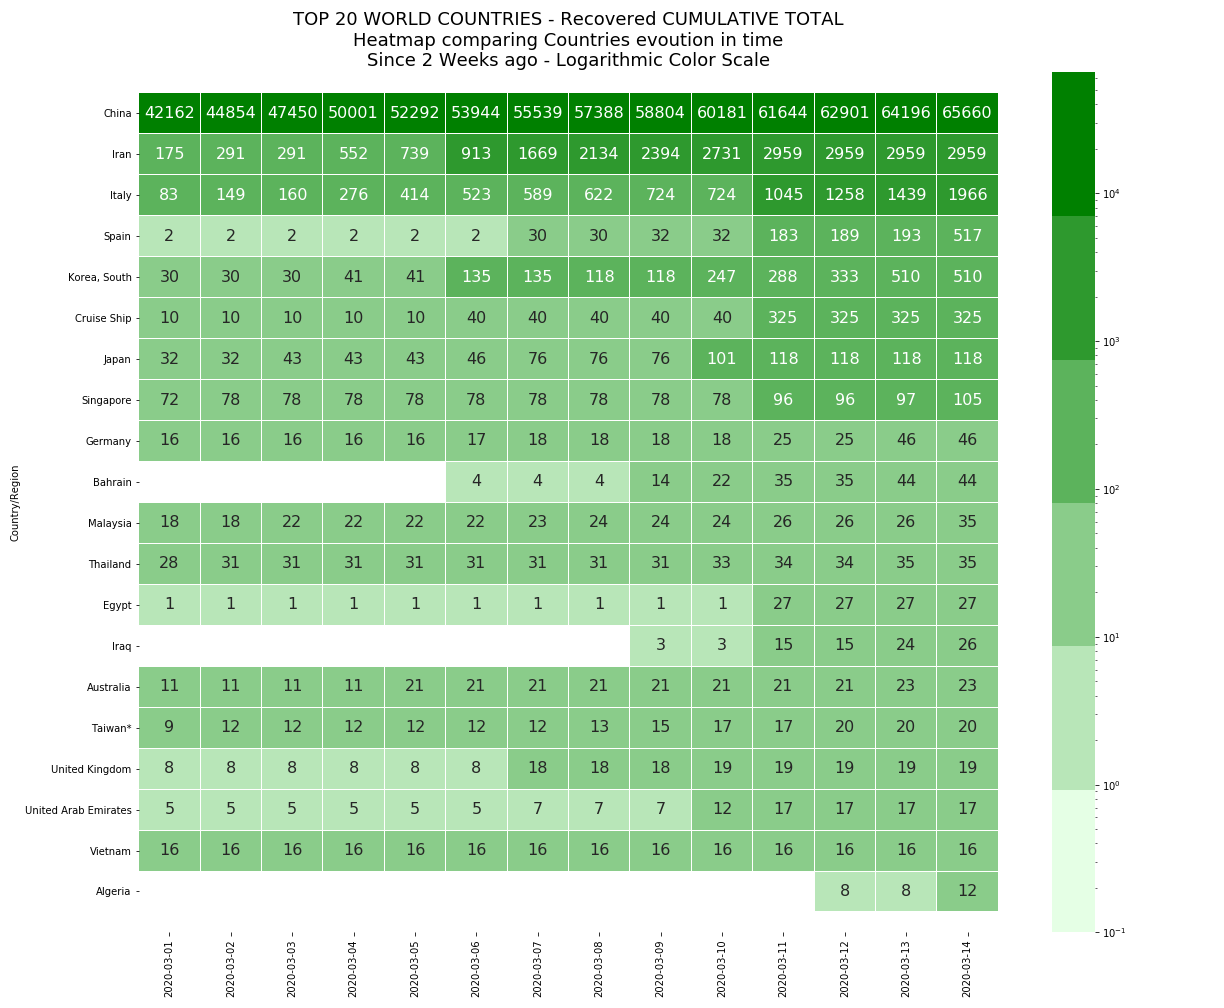 TOP 20 WORLD COUNTRIES - Recovered CUMULATIVE TOTAL
Heatmap comparing Countries evoution in time
Since 2 Weeks ago - Logarithmic Color Scale
Country/Region
China 42162 44854 47450 50001 52292 53944 55539 57388 58804 60181 61644 62901 64196 65660
Iran 175 291 291 552 739 913 1669 2134 2394 2731 2959 2959 2959 2959
Italy 83 149 160 276 414 523 589 622 724 724 1045 1258 1439 1966
Spain 2 2 2 2 2 2 30 30 32 32 183 189 193 517
Korea, South 30 30 30 41 41 135 135 118 118 247 288 333 510 510
Cruise Ship 10 10 10 10 10 40 40 40 40 40 325 325 325 325
Japan 32 32 43 43 43 46 76 76 76 101 118 118 118 118
Singapore 72 78 78 78 78 78 78 78 78 78 96 96 97 105
Germany 16 16 16 16 16 17 18 18 18 18 25 25 46 46
Bahrain 4 4 4 14 22 35 35 44 44
Malaysia 18 18 22 22 22 22 23 24 24 24 26 26 26 35
Thailand 28 31 31 31 31 31 31 31 31 33 34 34 35 35
Egypt 1 1 1 1 1 1 1 1 1 1 27 27 27 27
Iraq 3 3 15 15 24 26
Australia 11 11 11 11 21 21 21 21 21 21 21 21 23 23
Taiwan* 9 12 12 12 12 12 12 13 15 17 17 20 20 20
United Kingdom 8 8 8 8 8 8 18 18 18 19 19 19 19 19
United Arab Emirates 5 5 5 5 5 5 7 7 7 12 17 17 17 17
Vietnam 16 16 16 16 16 16 16 16 16 16 16 16 16 16
Algeria 8 8 12
2020-03-01 2020-03-02 2020-03-03 2020-03-04 2020-03-05 2020-03-06 2020-03-07 2020-03-08 2020-03-09 2020-03-10 2020-03-11 2020-03-12 2020-03-13 2020-03-14
10⁴
10³
10²
10¹
10⁰
10⁻¹